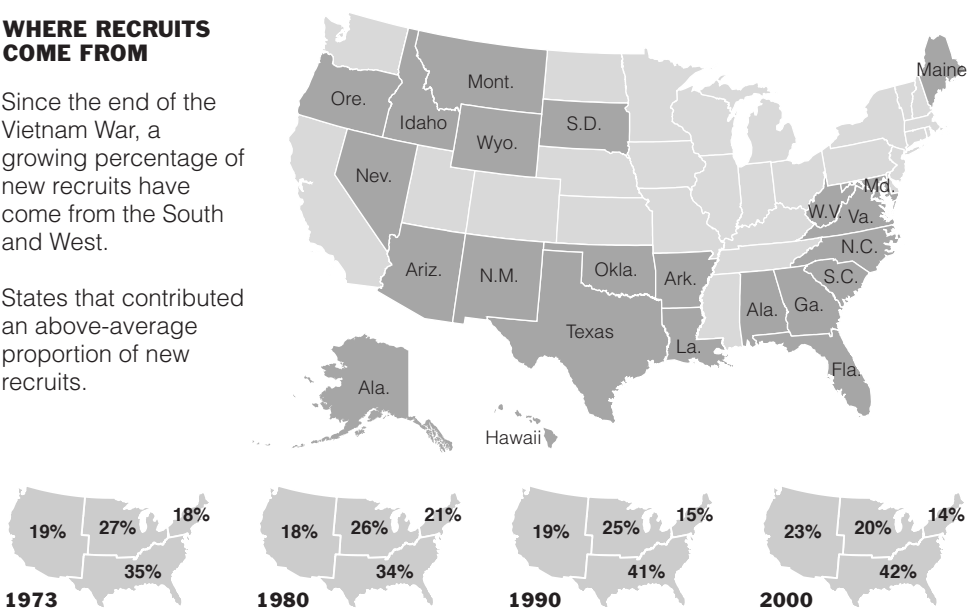 WHERE RECRUITS
COME FROM
Since the end of the
Vietnam War, a
growing percentage of
new recruits have
come from the South
and West.
States that contributed
an above-average
proportion of new
recruits.
Maine
Mont.
Ore.
Idaho
S.D.
Wyo.
Nev.
Md.
W.V.
Va.
N.C.
Ariz.
N.M.
Okla.
Ark.
S.C.
Ala.
Ga.
Texas
La.
Fla.
Ala.
Hawaii
19%
27%
18%
35%
1973
18%
26%
21%
34%
1980
19%
25%
15%
41%
1990
23%
20%
14%
42%
2000